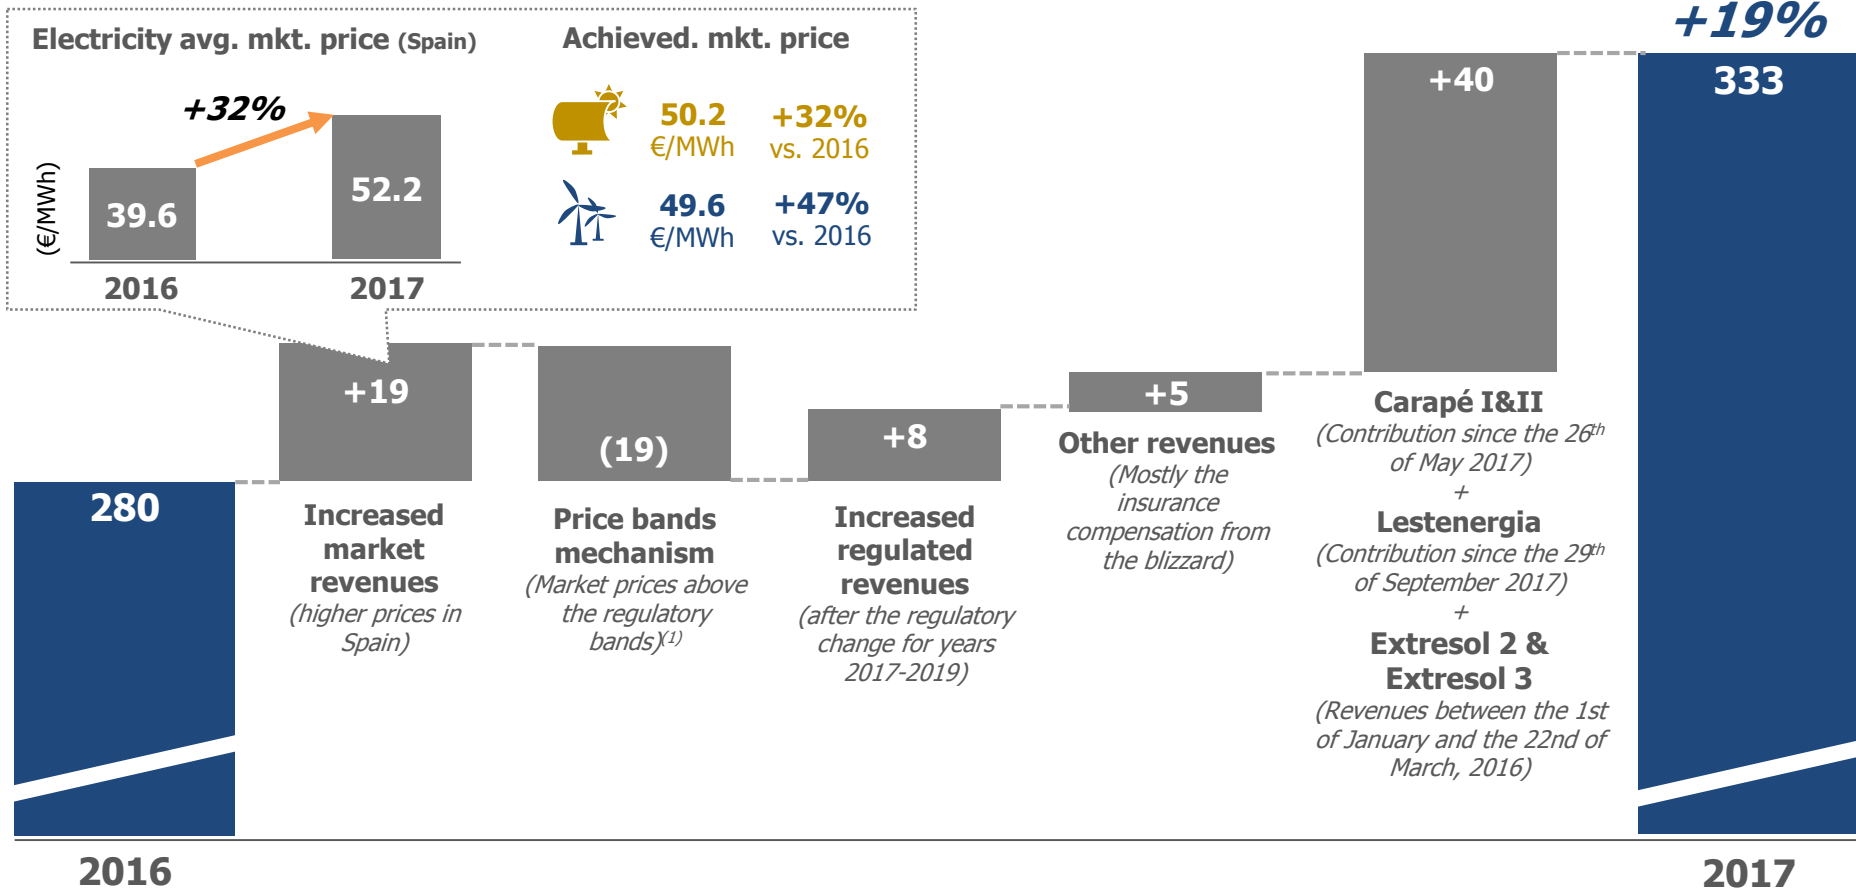 +19%
Electricity avg. mkt. price (Spain)
+32%
(€/MWh)
39.6
52.2
2016
2017
Achieved. mkt. price
50.2
€/MWh
+32%
vs. 2016
49.6
€/MWh
+47%
vs. 2016
280
+19
Increased
market
revenues
(higher prices in
Spain)
(19)
Price bands
mechanism
(Market prices above
the regulatory
bands)(1)
+8
Increased
regulated
revenues
(after the regulatory
change for years
2017-2019)
+5
Other revenues
(Mostly the
insurance
compensation from
the blizzard)
+40
Carapé I&II
(Contribution since the 26th
of May 2017)
+
Lestenergia
(Contribution since the 29th
of September 2017)
+
Extresol 2 &
Extresol 3
(Revenues between the 1st
of January and the 22nd of
March, 2016)
333
2016
2017